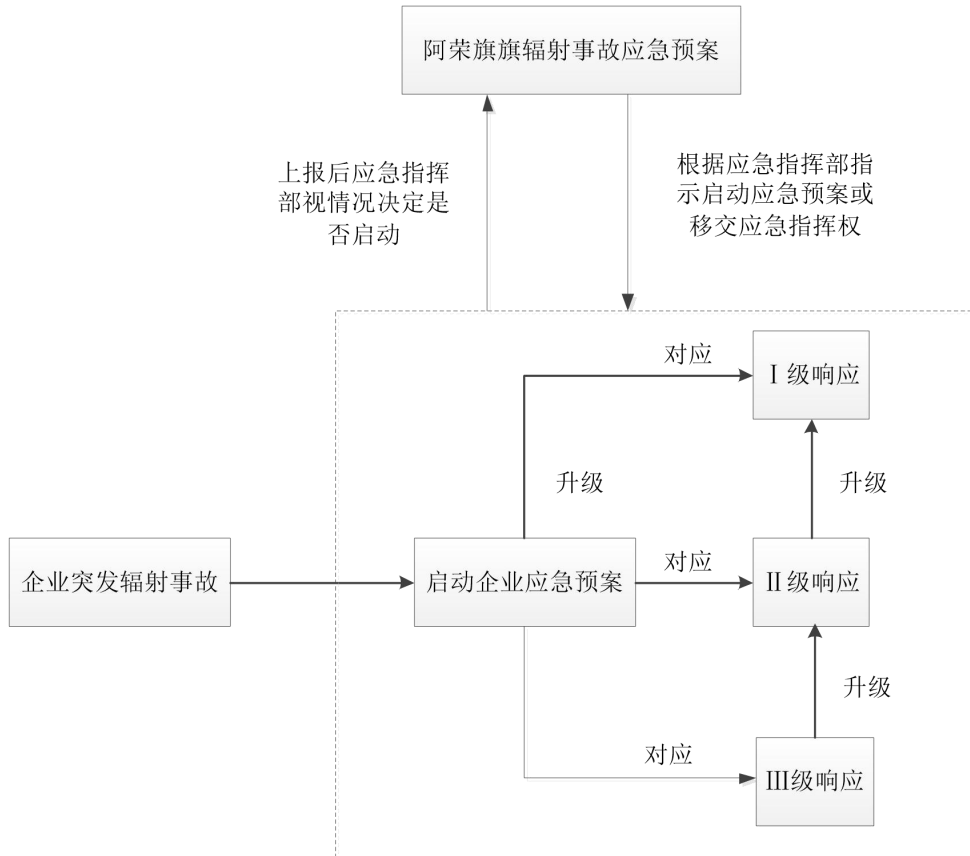 阿荣旗旗辐射事故应急预案
上报后应急指挥
部视情况决定是
否启动
根据应急指挥部指
示启动应急预案或
移交应急指挥权
对应
Ⅰ级响应
升级
升级
企业突发辐射事故
启动企业应急预案
对应
Ⅱ级响应
升级
对应
Ⅲ级响应